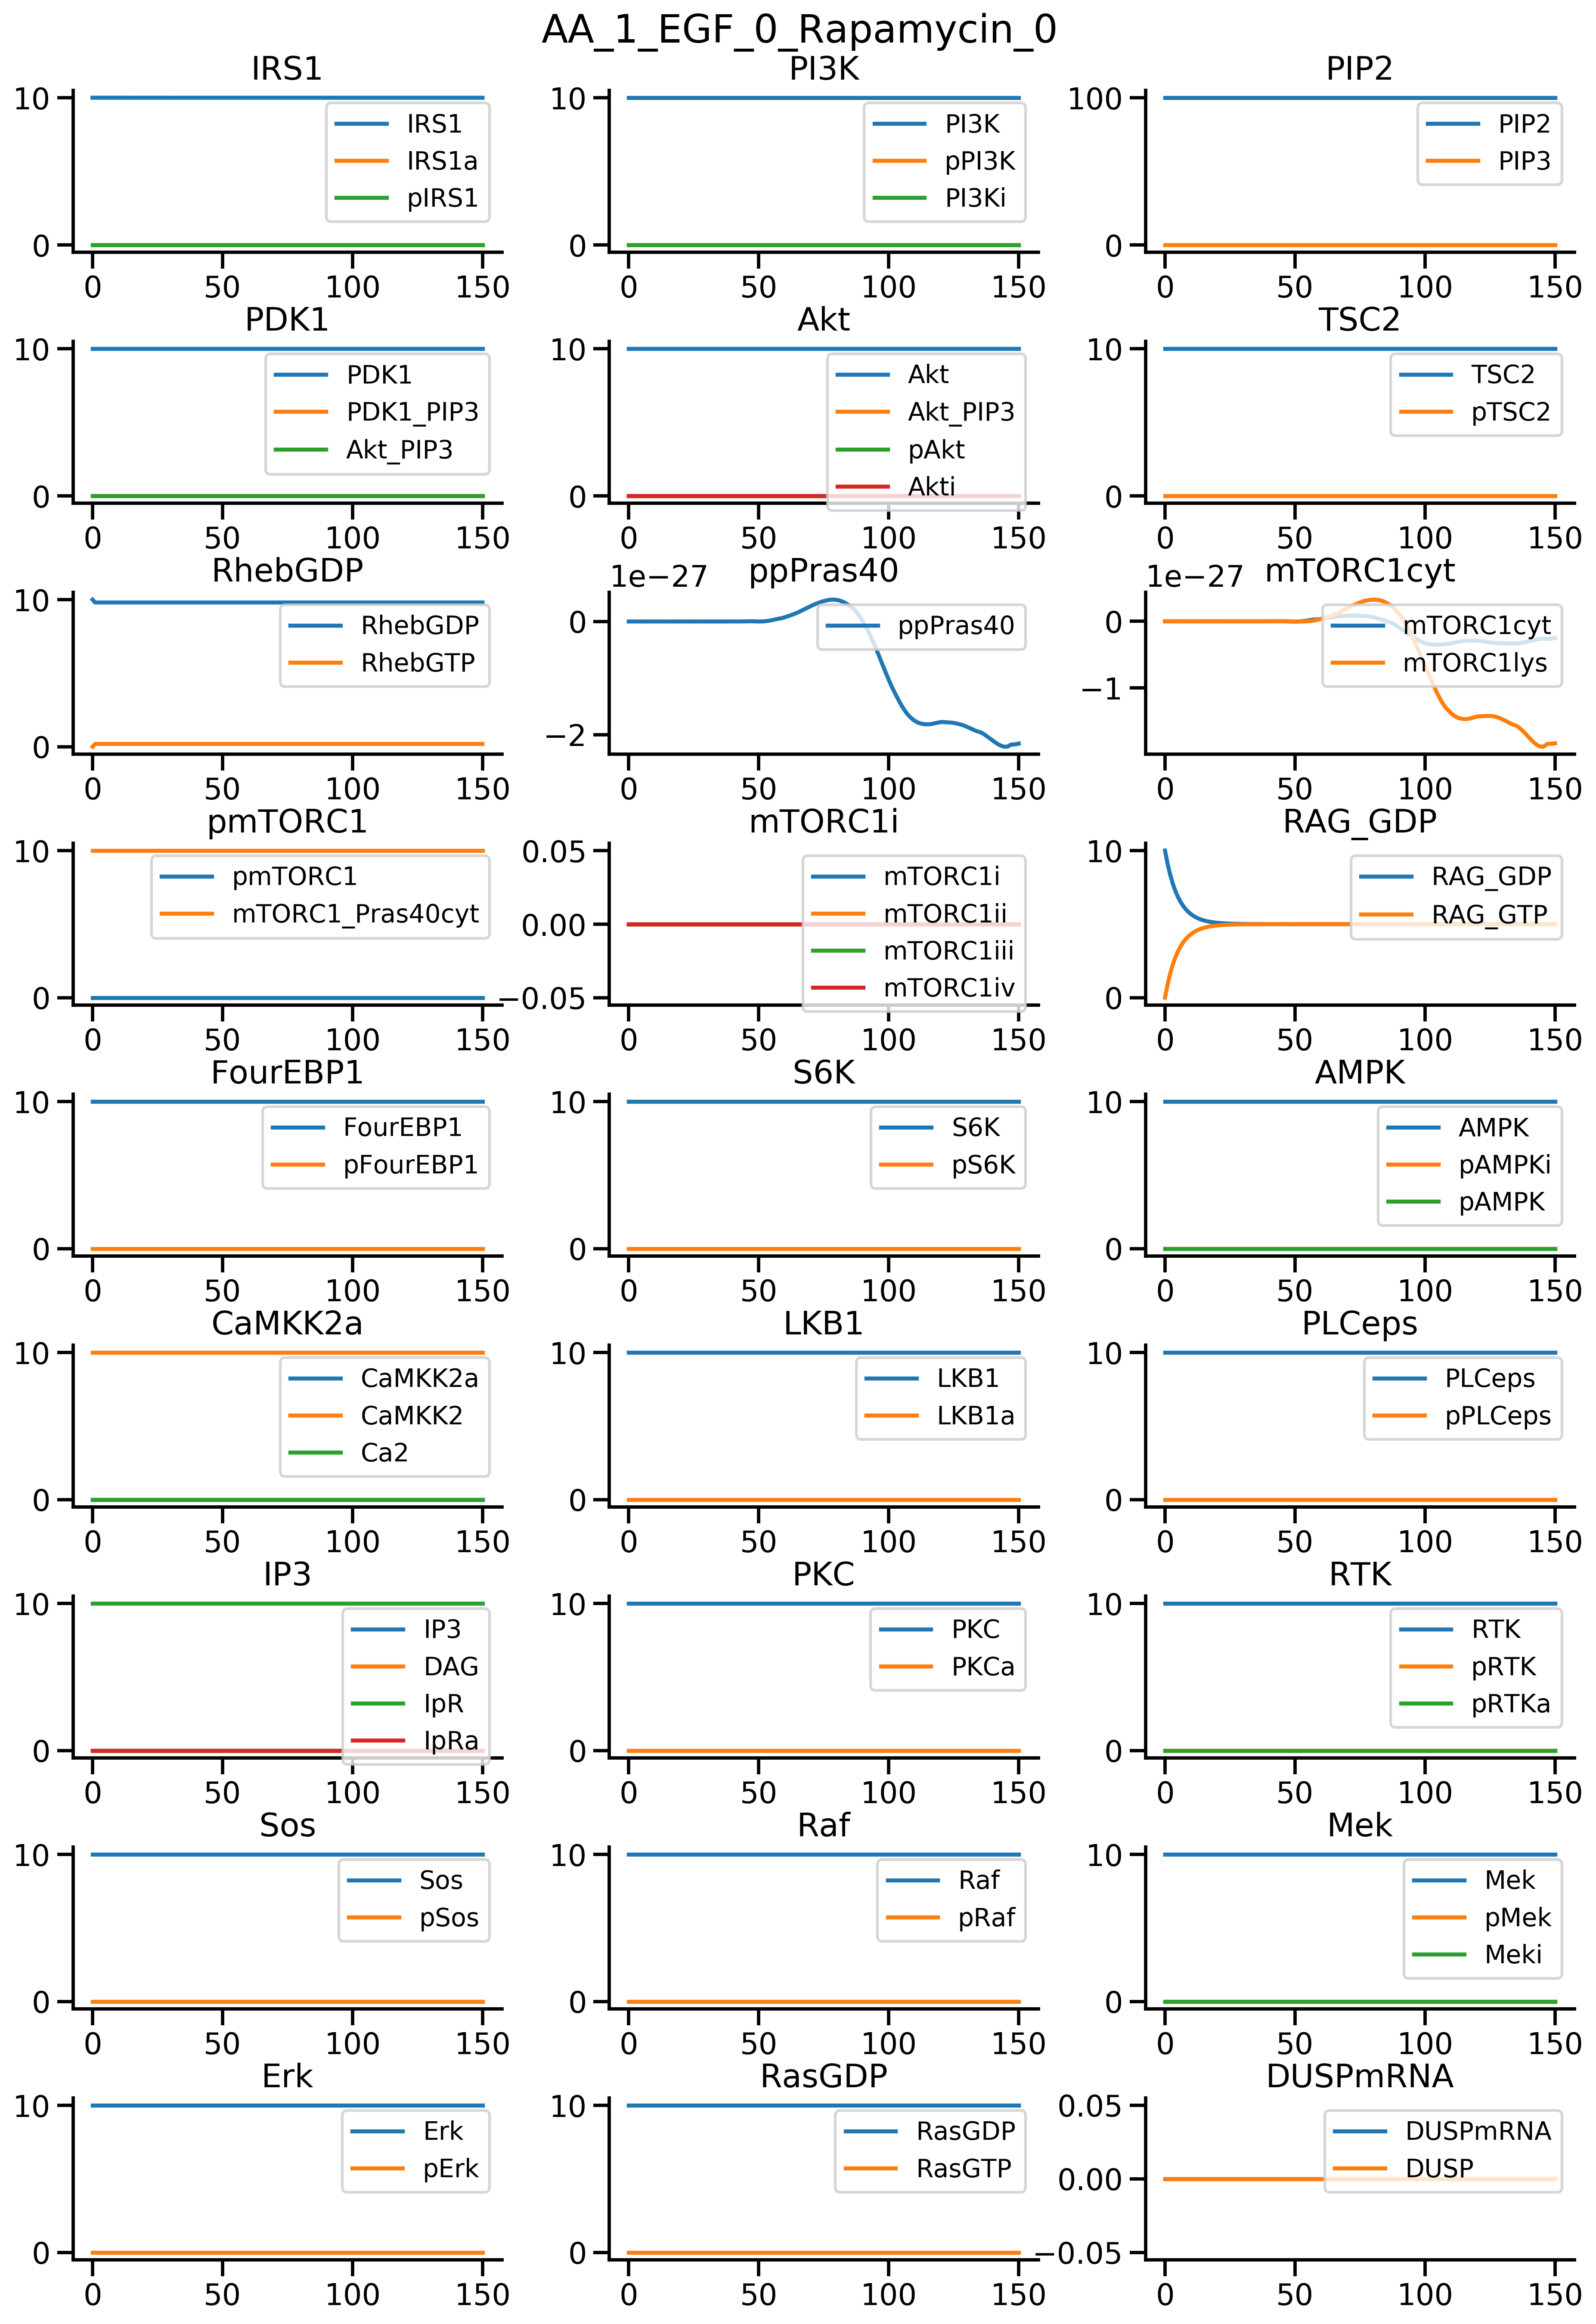 AA_1_EGF_0_Rapamycin_0
IRS1
10
0
0 50 100 150
IRS1
IRS1a
pIRS1
PI3K
10
0
0 50 100 150
PI3K
pPI3K
PI3Ki
PIP2
100
0
0 50 100 150
PIP2
PIP3
PDK1
10
0
0 50 100 150
PDK1
PDK1_PIP3
Akt_PIP3
Akt
10
0
0 50 100 150
Akt
Akt_PIP3
pAkt
Akti
TSC2
10
0
0 50 100 150
TSC2
pTSC2
RhebGDP
10
0
0 50 100 150
RhebGDP
RhebGTP
1e−27 ppPras40
0
−2
0 50 100 150
ppPras40
1e−27 mTORC1cyt
0
−1
0 50 100 150
mTORC1cyt
mTORC1lys
pmTORC1
10
0
0 50 100 150
pmTORC1
mTORC1_Pras40cyt
mTORC1i
0.05
0.00
−0.05
0 50 100 150
mTORC1i
mTORC1ii
mTORC1iii
mTORC1iv
RAG_GDP
10
0
0 50 100 150
RAG_GDP
RAG_GTP
FourEBP1
10
0
0 50 100 150
FourEBP1
pFourEBP1
S6K
10
0
0 50 100 150
S6K
pS6K
AMPK
10
0
0 50 100 150
AMPK
pAMPKi
pAMPK
CaMKK2a
10
0
0 50 100 150
CaMKK2a
CaMKK2
Ca2
LKB1
10
0
0 50 100 150
LKB1
LKB1a
PLCeps
10
0
0 50 100 150
PLCeps
pPLCeps
IP3
10
0
0 50 100 150
IP3
DAG
IpR
IpRa
PKC
10
0
0 50 100 150
PKC
PKCa
RTK
10
0
0 50 100 150
RTK
pRTK
pRTKa
Sos
10
0
0 50 100 150
Sos
pSos
Raf
10
0
0 50 100 150
Raf
pRaf
Mek
10
0
0 50 100 150
Mek
pMek
Meki
Erk
10
0
0 50 100 150
Erk
pErk
RasGDP
10
0
0 50 100 150
RasGDP
RasGTP
DUSPmRNA
0.05
0.00
−0.05
0 50 100 150
DUSPmRNA
DUSP